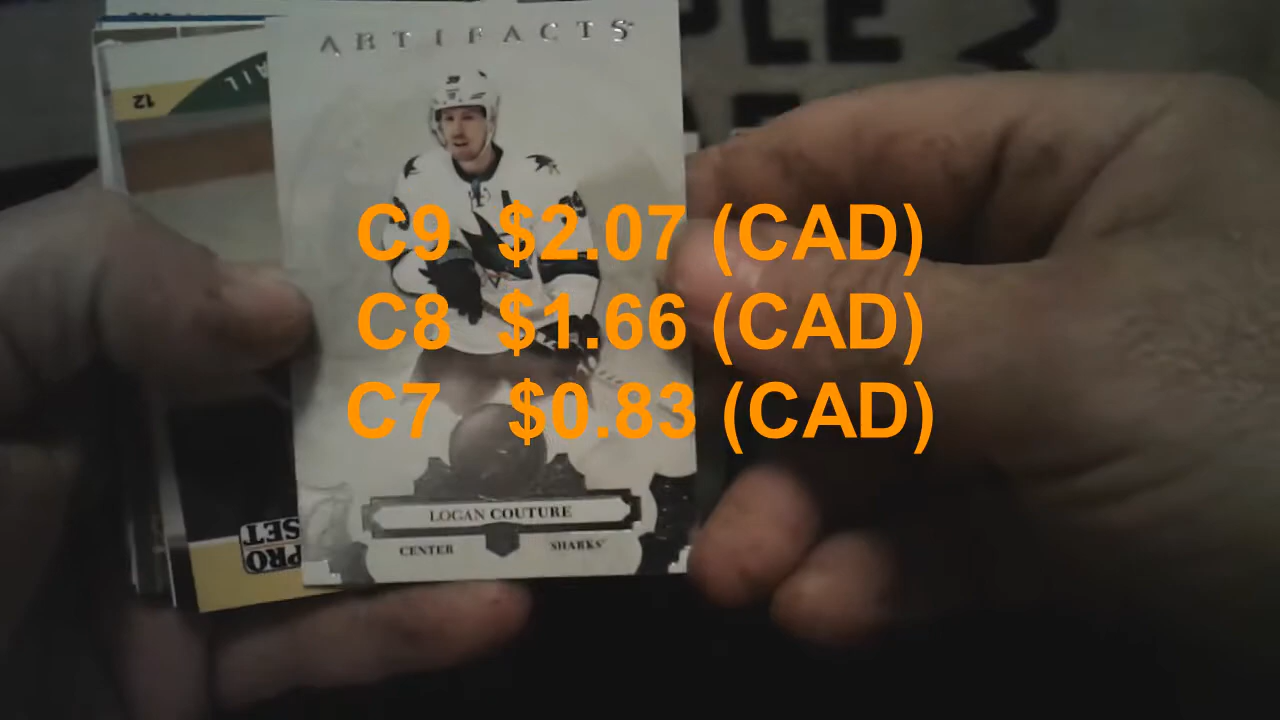 ARTIFACTS
12
C9 $2.07 (CAD)
C8 $1.66 (CAD)
C7 $0.83 (CAD)
LOGAN COUTURE
CENTER SHARKS
PRO
SET